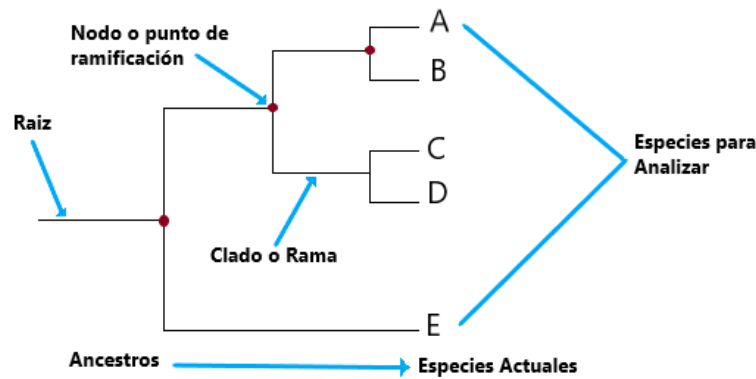 Nodo o punto de
ramificación
A
B
Raiz
C
D
Especies para
Analizar
Clado o Rama
E
Ancestros
Especies Actuales